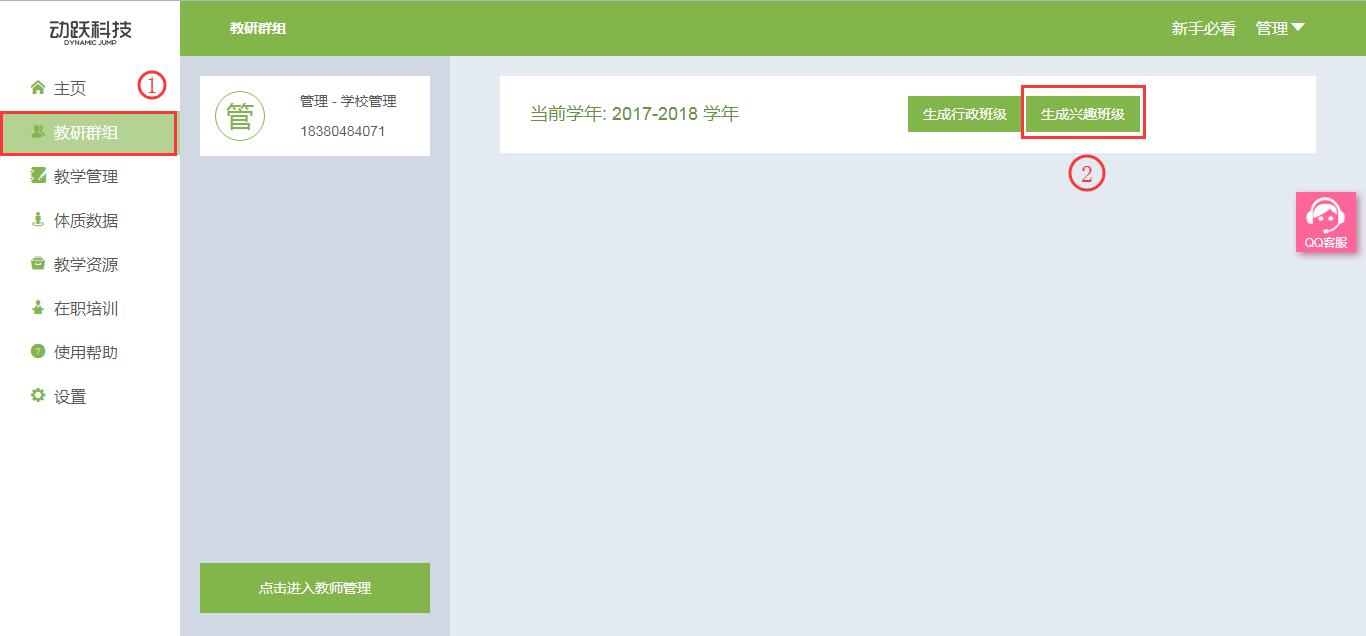 动跃科技
DYNAMIC JUMP
教研群组
新手必看
管理
主页
①
教研群组
教学管理
体质数据
教学资源
在职培训
使用帮助
设置
管
管理 - 学校管理
18380484071
点击进入教师管理
当前学年: 2017-2018 学年
生成行政班级
生成兴趣班级
②
QQ客服